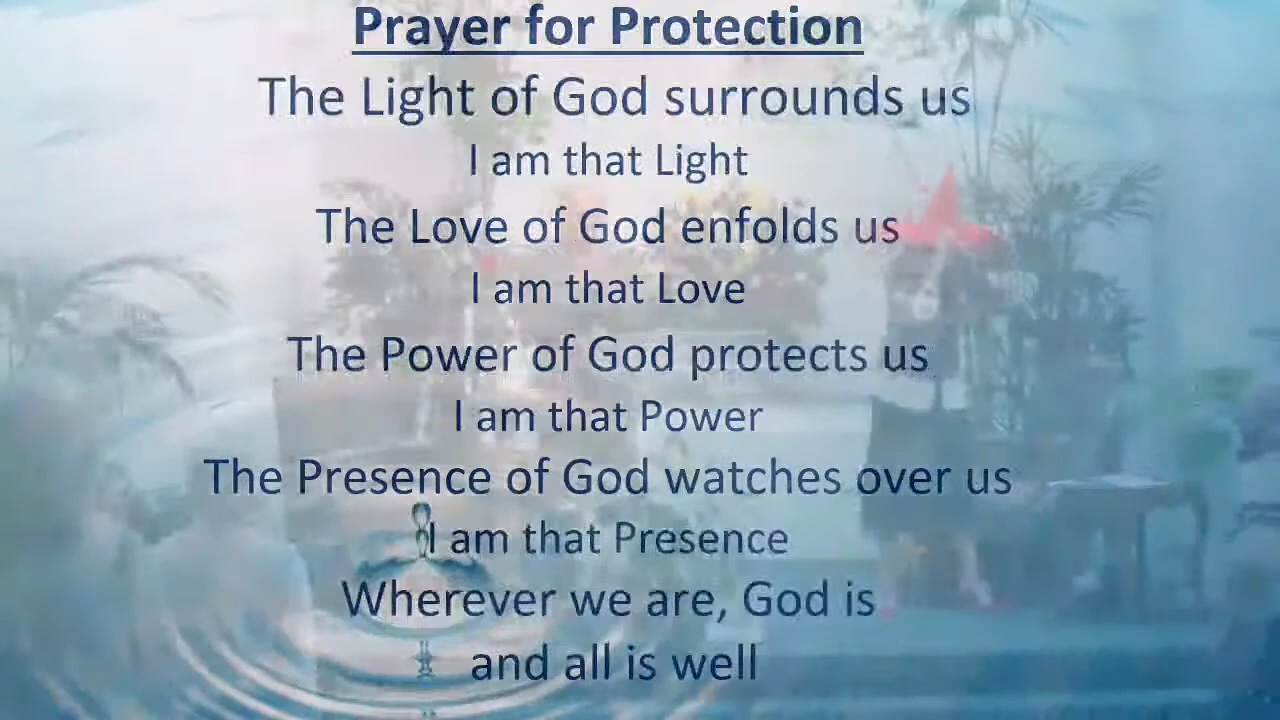 Prayer for Protection
The Light of God surrounds us
I am that Light
The Love of God enfolds us
I am that Love
The Power of God protects us
I am that Power
The Presence of God watches over us
I am that Presence
Wherever we are, God is
and all is well